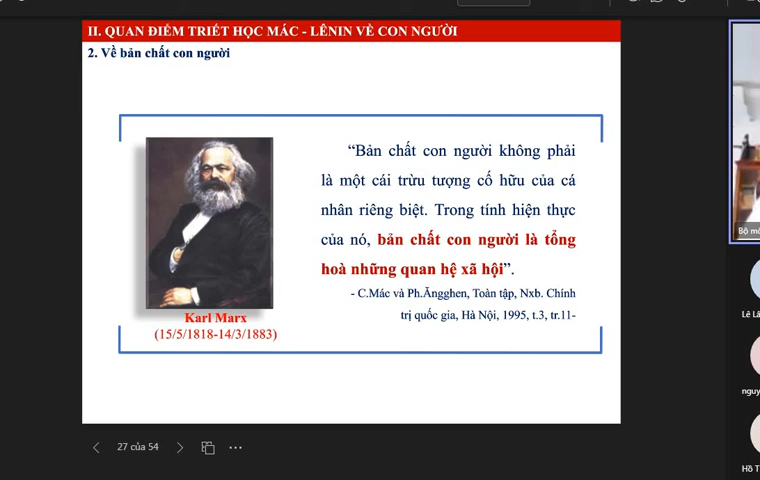 II. QUAN ĐIỂM TRIẾT HỌC MÁC - LÊNIN VỀ CON NGƯỜI
2. Về bản chất con người
“Bản chất con người không phải
là một cái trừu tượng cố hữu của cá
nhân riêng biệt. Trong tính hiện thực
của nó, bản chất con người là tổng
hoà những quan hệ xã hội”.
- C.Mác và Ph.Ăngghen, Toàn tập, Nxb. Chính
trị quốc gia, Hà Nội, 1995, t.3, tr.11-
Karl Marx
(15/5/1818-14/3/1883)
27 của 54
Bộ mô
Lê Lâ
nguy
Hồ T